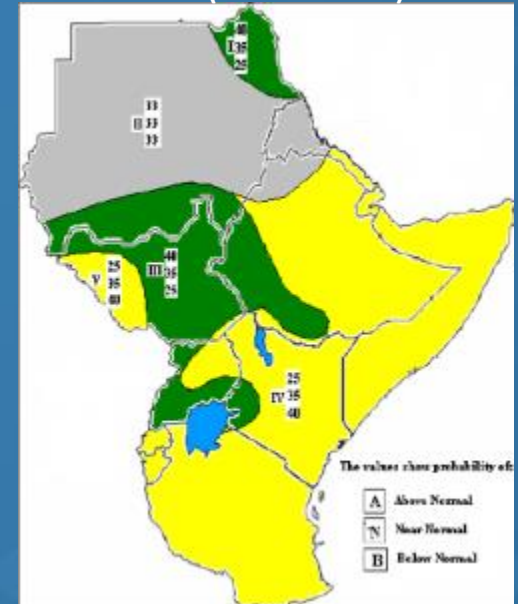 40
I 35
25
33
II 33
33
40
III 35
25
25
V 35
40
25
IV 35
40
The values show probability of:
A Above Normal
N Near Normal
B Below Normal